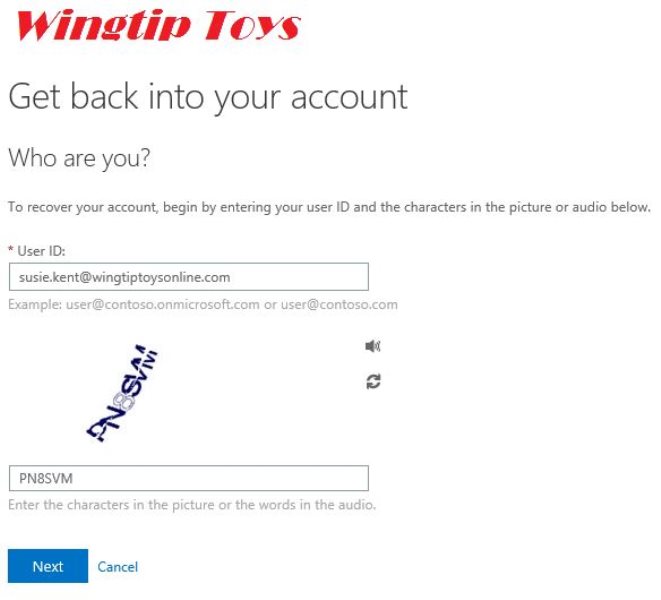 Wingtip Toys
Get back into your account
Who are you?
To recover your account, begin by entering your user ID and the characters in the picture or audio below.
* User ID:
susie.kent@wingtiptoysonline.com
Example: user@contoso.onmicrosoft.com or user@contoso.com
PN8SVM
PN8SVM
Enter the characters in the picture or the words in the audio.
Next Cancel